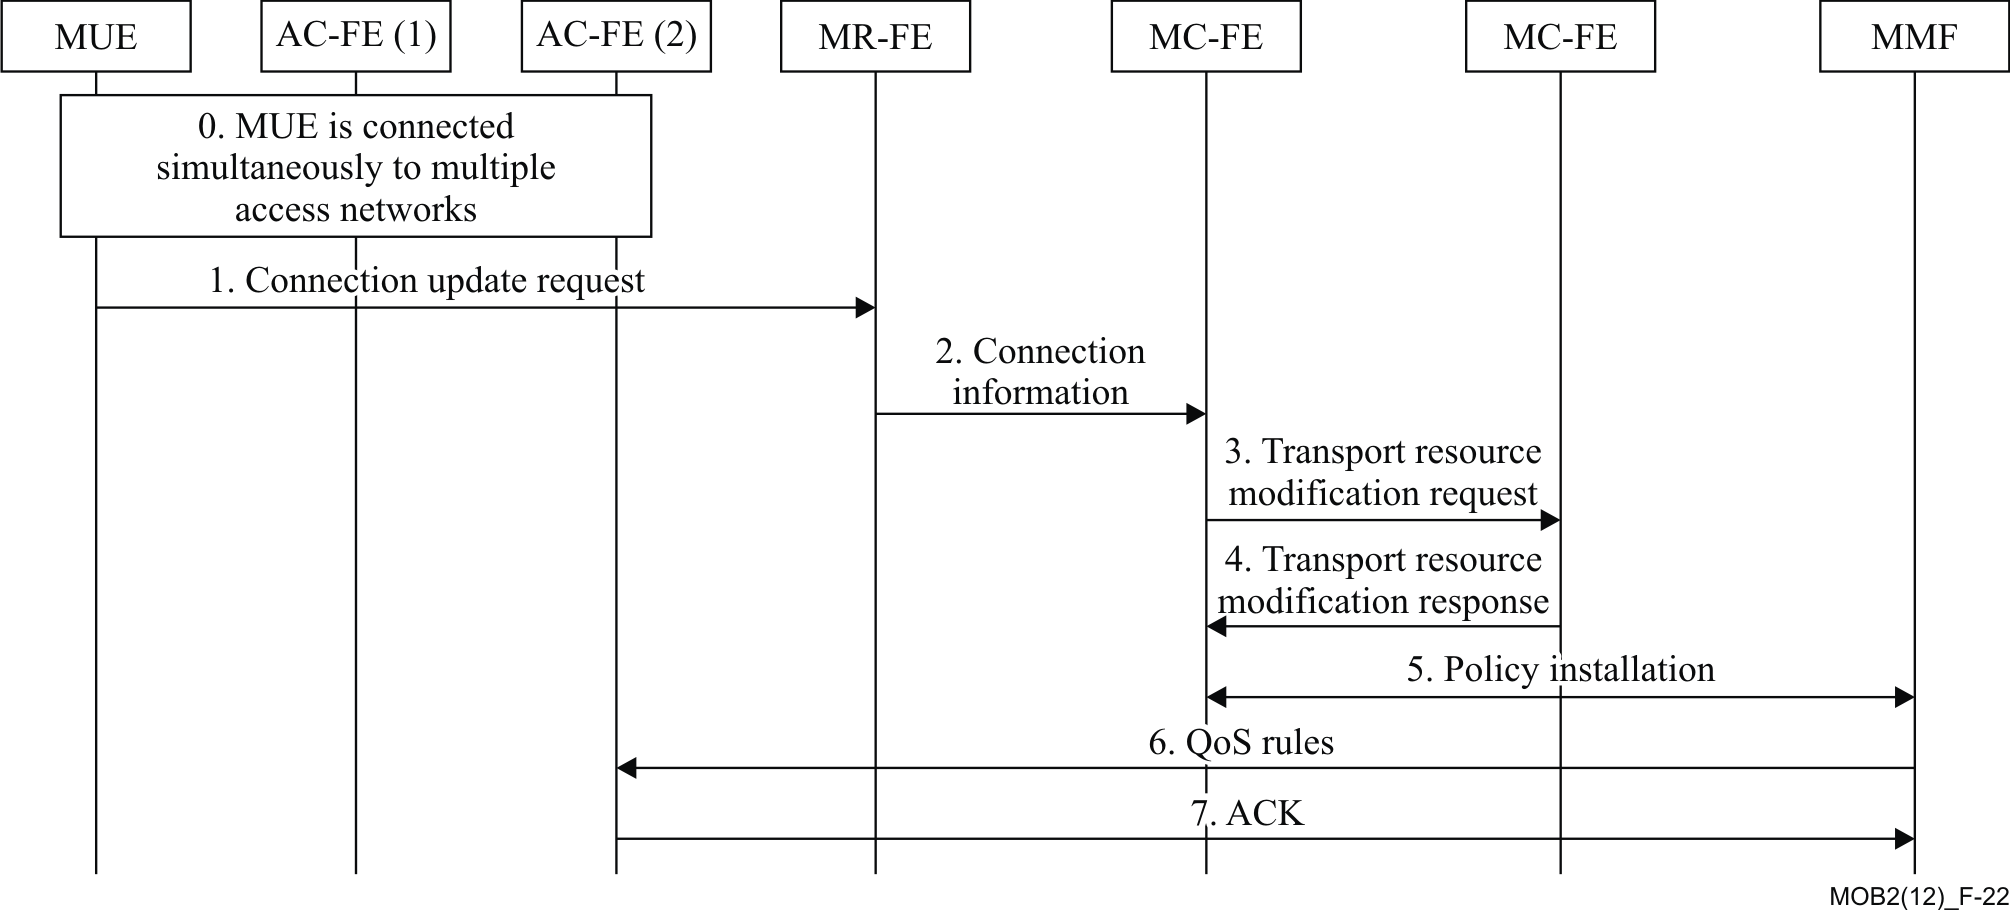 MUE
AC-FE (1)
AC-FE (2)
MR-FE
MC-FE
MC-FE
MMF
0. MUE is connected
simultaneously to multiple
access networks
1. Connection update request
2. Connection
information
3. Transport resource
modification request
4. Transport resource
modification response
5. Policy installation
6. QoS rules
7. ACK
MOB2(12)_F-22